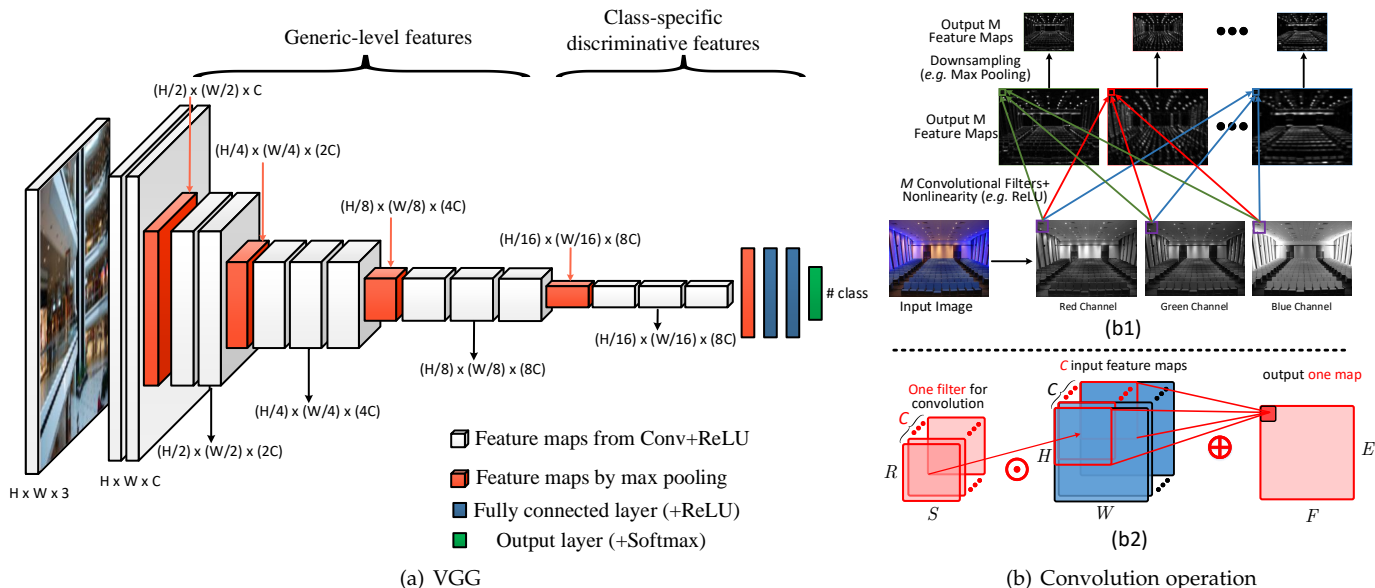 Generic-level features
Class-specific
discriminative features
(H/2) x (W/2) x C
(H/4) x (W/4) x (2C)
(H/8) x (W/8) x (4C)
(H/16) x (W/16) x (8C)
# class
(H/16) x (W/16) x (8C)
(H/8) x (W/8) x (8C)
(H/4) x (W/4) x (4C)
(H/2) x (W/2) x (2C)
H x W x 3
H x W x C
Feature maps from Conv+ReLU
Feature maps by max pooling
Fully connected layer (+ReLU)
Output layer (+Softmax)
(a) VGG
Output M
Feature Maps
Downsampling
(e.g. Max Pooling)
Output M
Feature Maps
M Convolutional Filters+
Nonlinearity (e.g. ReLU)
Input Image
Red Channel
Green Channel
Blue Channel
(b1)
One filter for
convolution
C
R
S
C input feature maps
C
H
W
output one map
E
F
(b2)
(b) Convolution operation